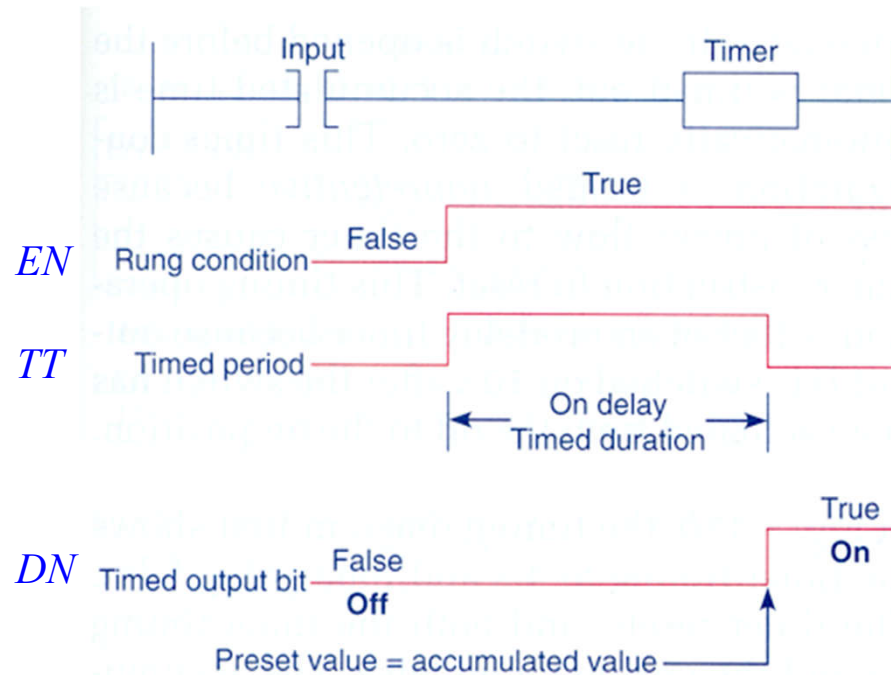 Input
Timer
True
EN
Rung condition
False
TT
Timed period
On delay
Timed duration
True
DN
Timed output bit
False
Off
On
Preset value = accumulated value